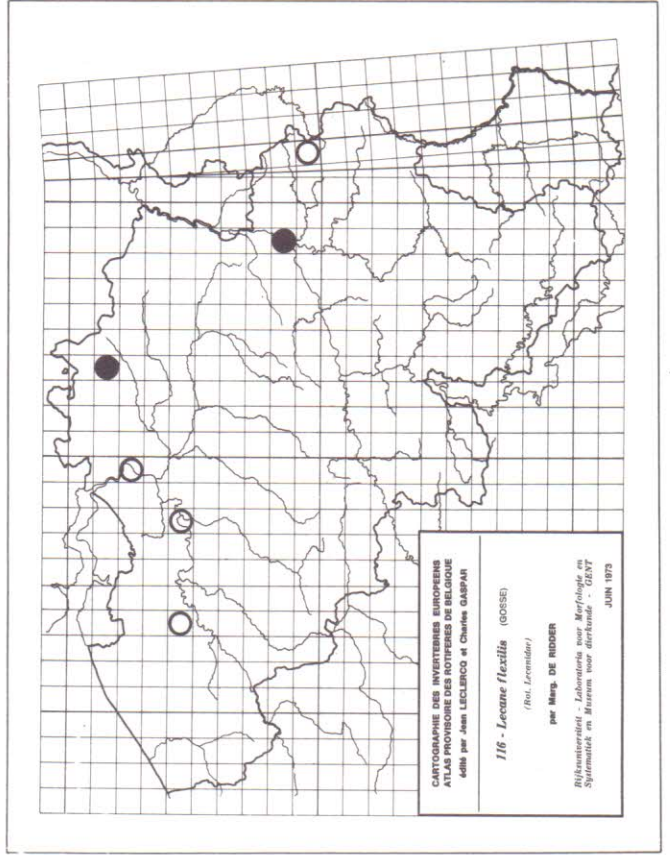 CARTOGRAPHIE DES INVERTEBRES EUROPEENS
ATLAS PROVISOIRE DES ROTIFERES DE BELGIQUE
édité par Jean LECLERCQ et Charles GASPAR
116 - Lecane flexilis (GOSSE)
(Rot. Lecanidae)
par Marg. DE RIDDER
Rijksuniversiteit - Laboratoria voor Morfologie en
Systematiek en Museum voor dierkunde - GENT
JUIN 1973